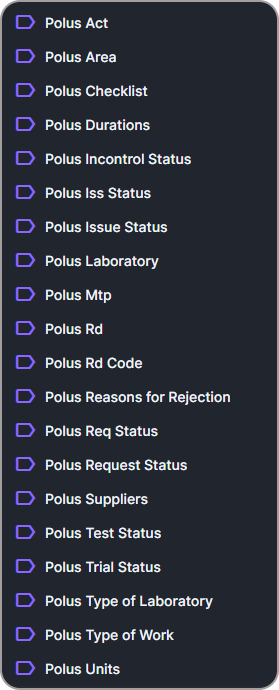 Polus Act
Polus Area
Polus Checklist
Polus Durations
Polus Incontrol Status
Polus Iss Status
Polus Issue Status
Polus Laboratory
Polus Mtp
Polus Rd
Polus Rd Code
Polus Reasons for Rejection
Polus Req Status
Polus Request Status
Polus Suppliers
Polus Test Status
Polus Trial Status
Polus Type of Laboratory
Polus Type of Work
Polus Units